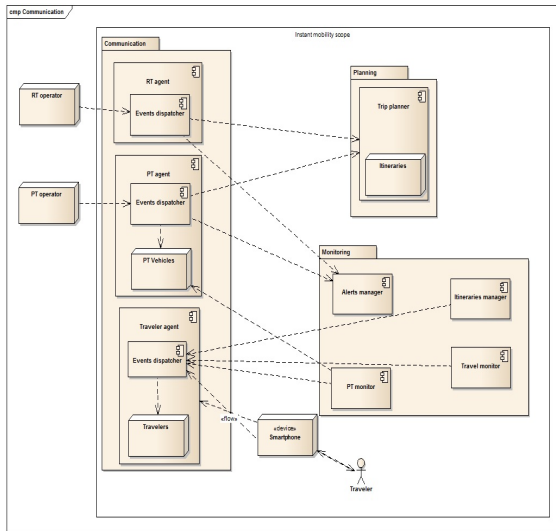 cmp Communication
Instant mobility scope
Communication
RT agent
Events dispatcher
RT operator
Planning
Trip planner
Itineraries
PT agent
Events dispatcher
PT operator
PT Vehicles
Monitoring
Alerts manager
Itineraries manager
Traveler agent
Events dispatcher
Travel monitor
PT monitor
Travelers
«flow»
«device»
Smartphone
Traveler